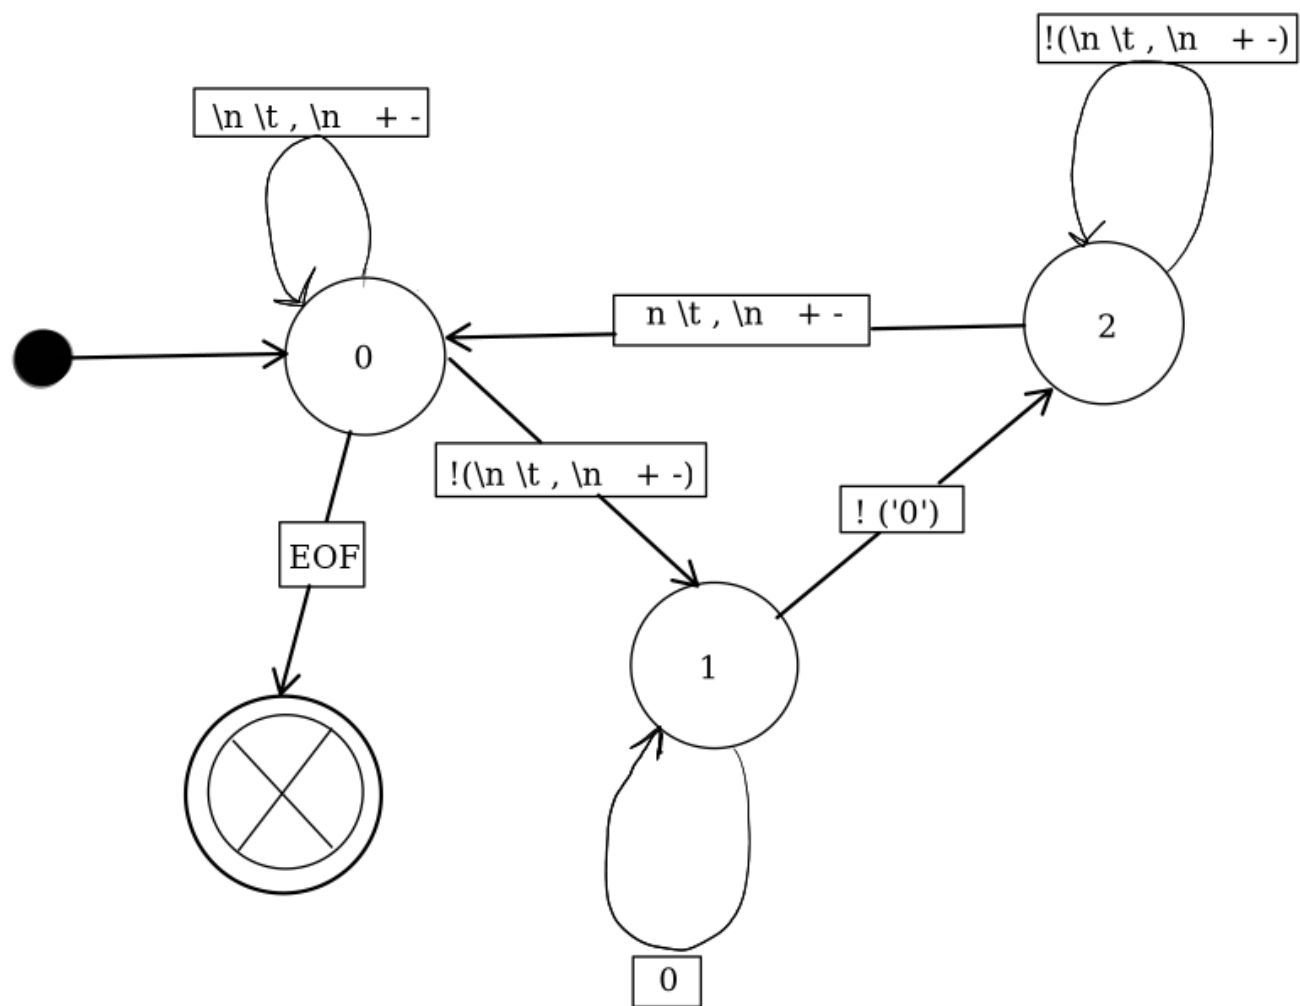 !(\n \t , \n + -)
\n \t , \n + -
n \t , \n + -
2
0
!(\n \t , \n + -)
! ('0')
EOF
1
0